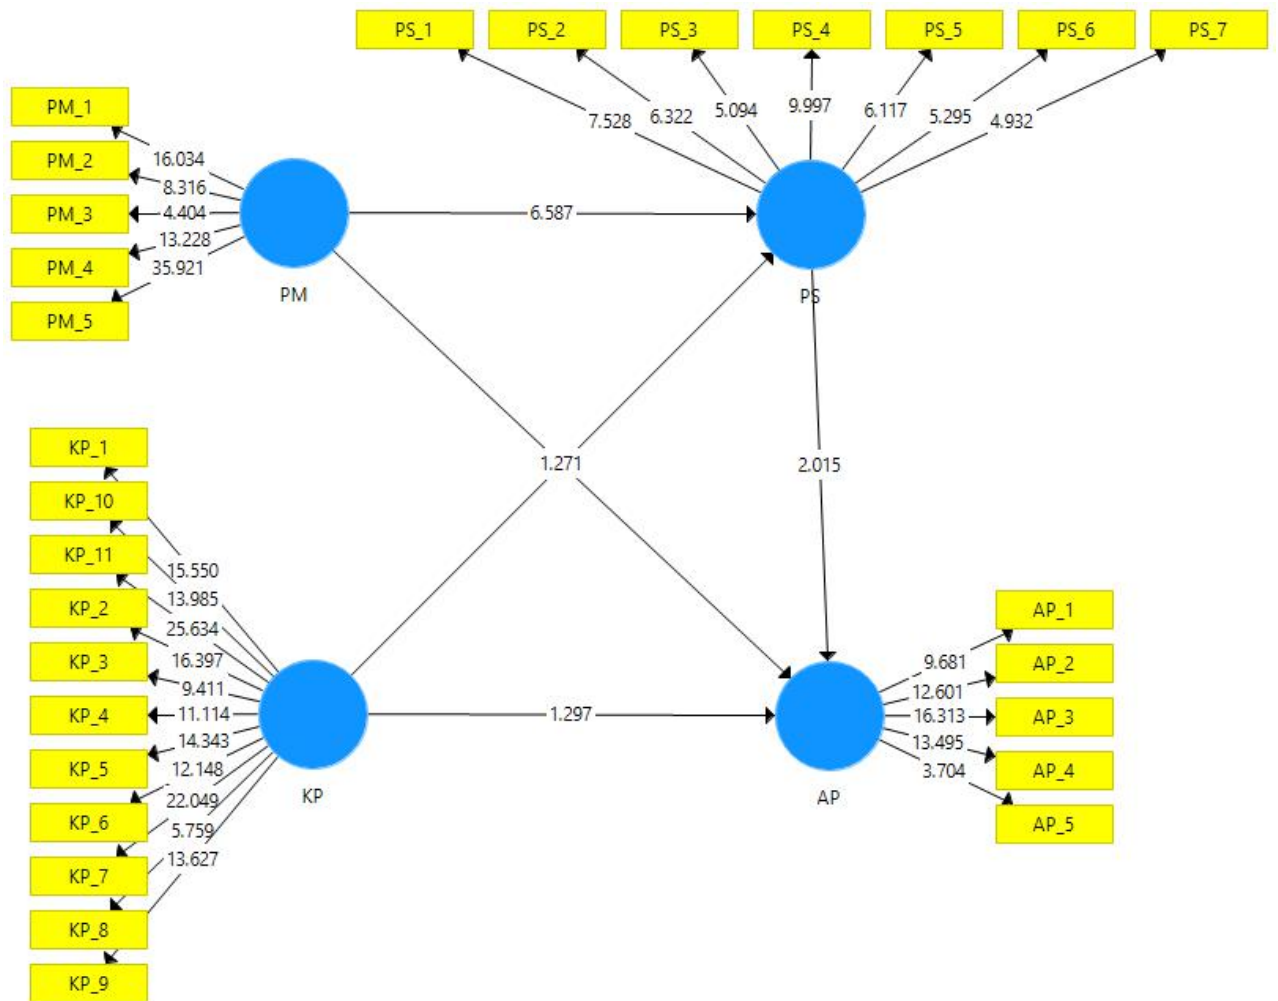 PS_1
PS_2
PS_3
PS_4
PS_5
PS_6
PS_7
7.528
6.322
5.094
9.997
6.117
5.295
4.932
PM_1
PM_2
PM_3
PM_4
PM_5
16.034
8.316
4.404
13.228
35.921
PM
6.587
PS
1.271
2.015
KP_1
KP_10
KP_11
KP_2
KP_3
KP_4
KP_5
KP_6
KP_7
KP_8
KP_9
15.550
13.985
25.634
16.397
9.411
11.114
14.343
12.148
22.049
5.759
13.627
KP
1.297
AP
9.681
12.601
16.313
13.495
3.704
AP_1
AP_2
AP_3
AP_4
AP_5